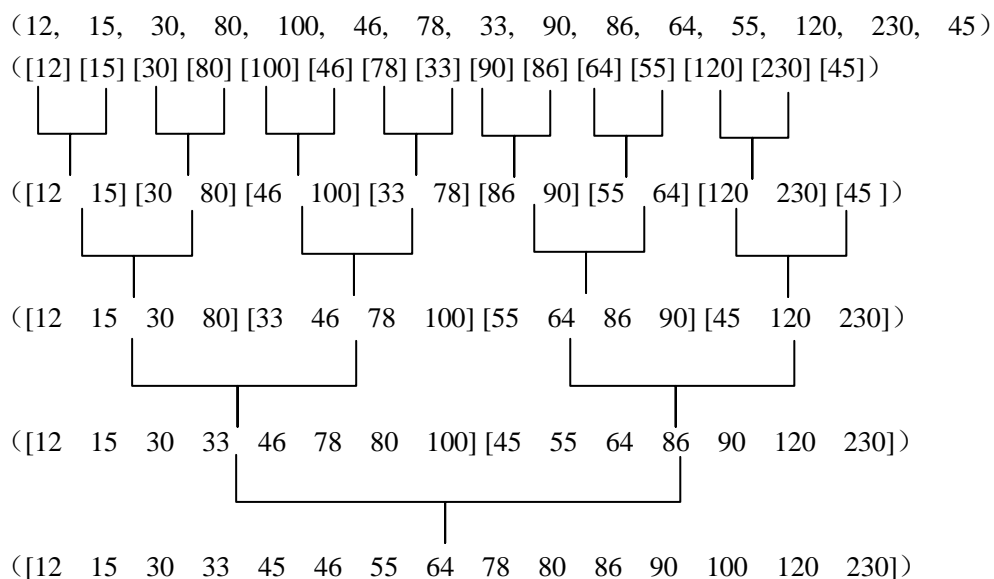 （12, 15, 30, 80, 100, 46, 78, 33, 90, 86, 64, 55, 120, 230, 45）
（[12] [15] [30] [80] [100] [46] [78] [33] [90] [86] [64] [55] [120] [230] [45]）
（[12 15] [30 80] [46 100] [33 78] [86 90] [55 64] [120 230] [45 ]）
（[12 15 30 80] [33 46 78 100] [55 64 86 90] [45 120 230]）
（[12 15 30 33 46 78 80 100] [45 55 64 86 90 120 230]）
（[12 15 30 33 45 46 55 64 78 80 86 90 100 120 230]）